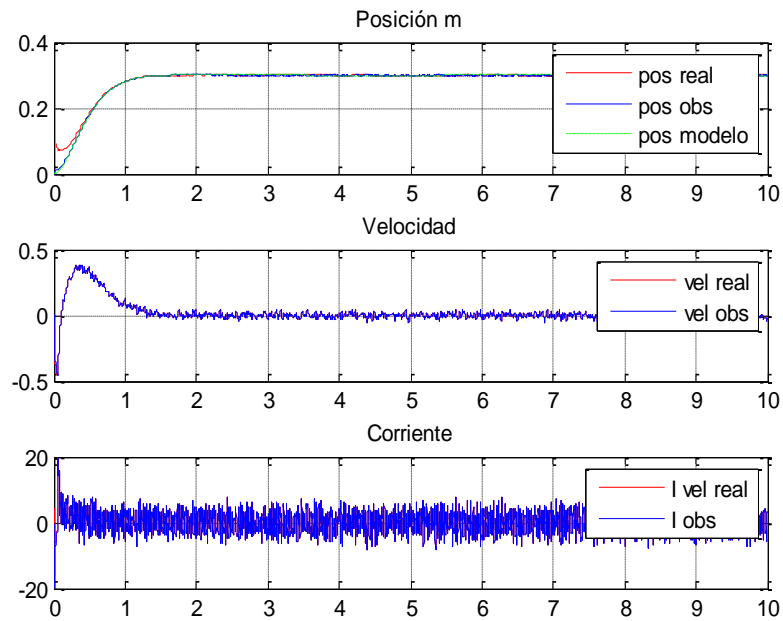 Posición m
0.4
0.2
0
pos real
pos obs
pos modelo
0 1 2 3 4 5 6 7 8 9 10
Velocidad
0.5
0
-0.5
vel real
vel obs
0 1 2 3 4 5 6 7 8 9 10
Corriente
20
0
-20
I vel real
I obs
0 1 2 3 4 5 6 7 8 9 10